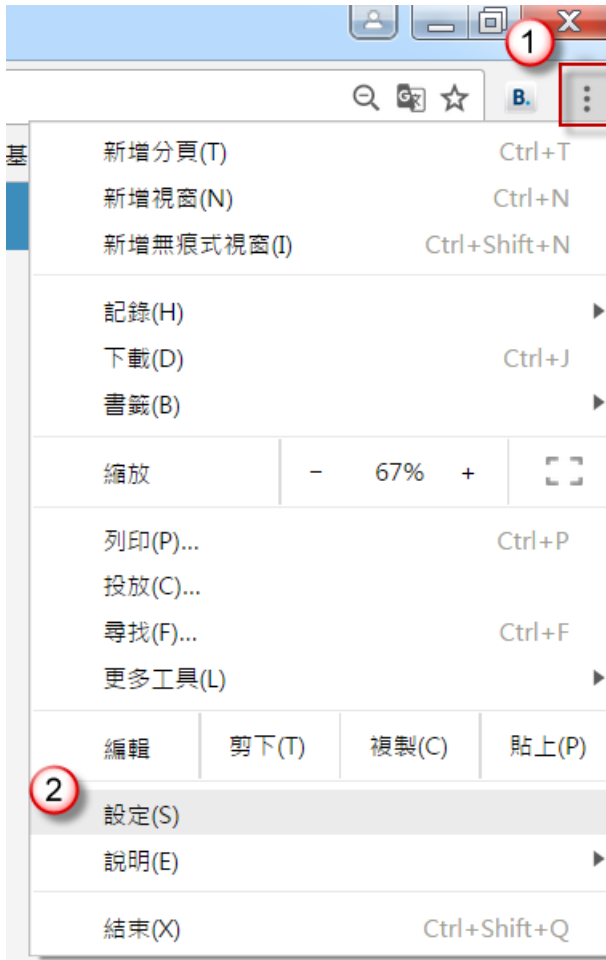 1
B.
基
新增分頁(T) Ctrl+T
新增視窗(N) Ctrl+N
新增無痕式視窗(I) Ctrl+Shift+N
記錄(H)
下載(D) Ctrl+J
書籤(B)
縮放 − 67% +
列印(P)... Ctrl+P
投放(C)...
尋找(F)... Ctrl+F
更多工具(L)
編輯 剪下(T) 複製(C) 貼上(P)
2
設定(S)
說明(E)
結束(X) Ctrl+Shift+Q